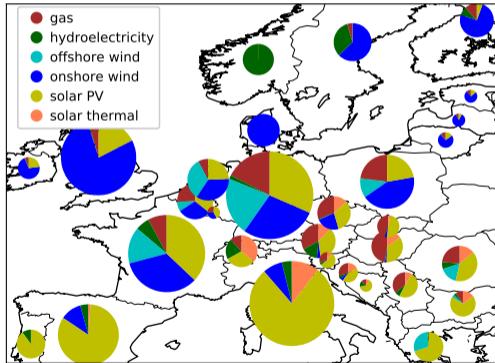 gas
hydroelectricity
offshore wind
onshore wind
solar PV
solar thermal